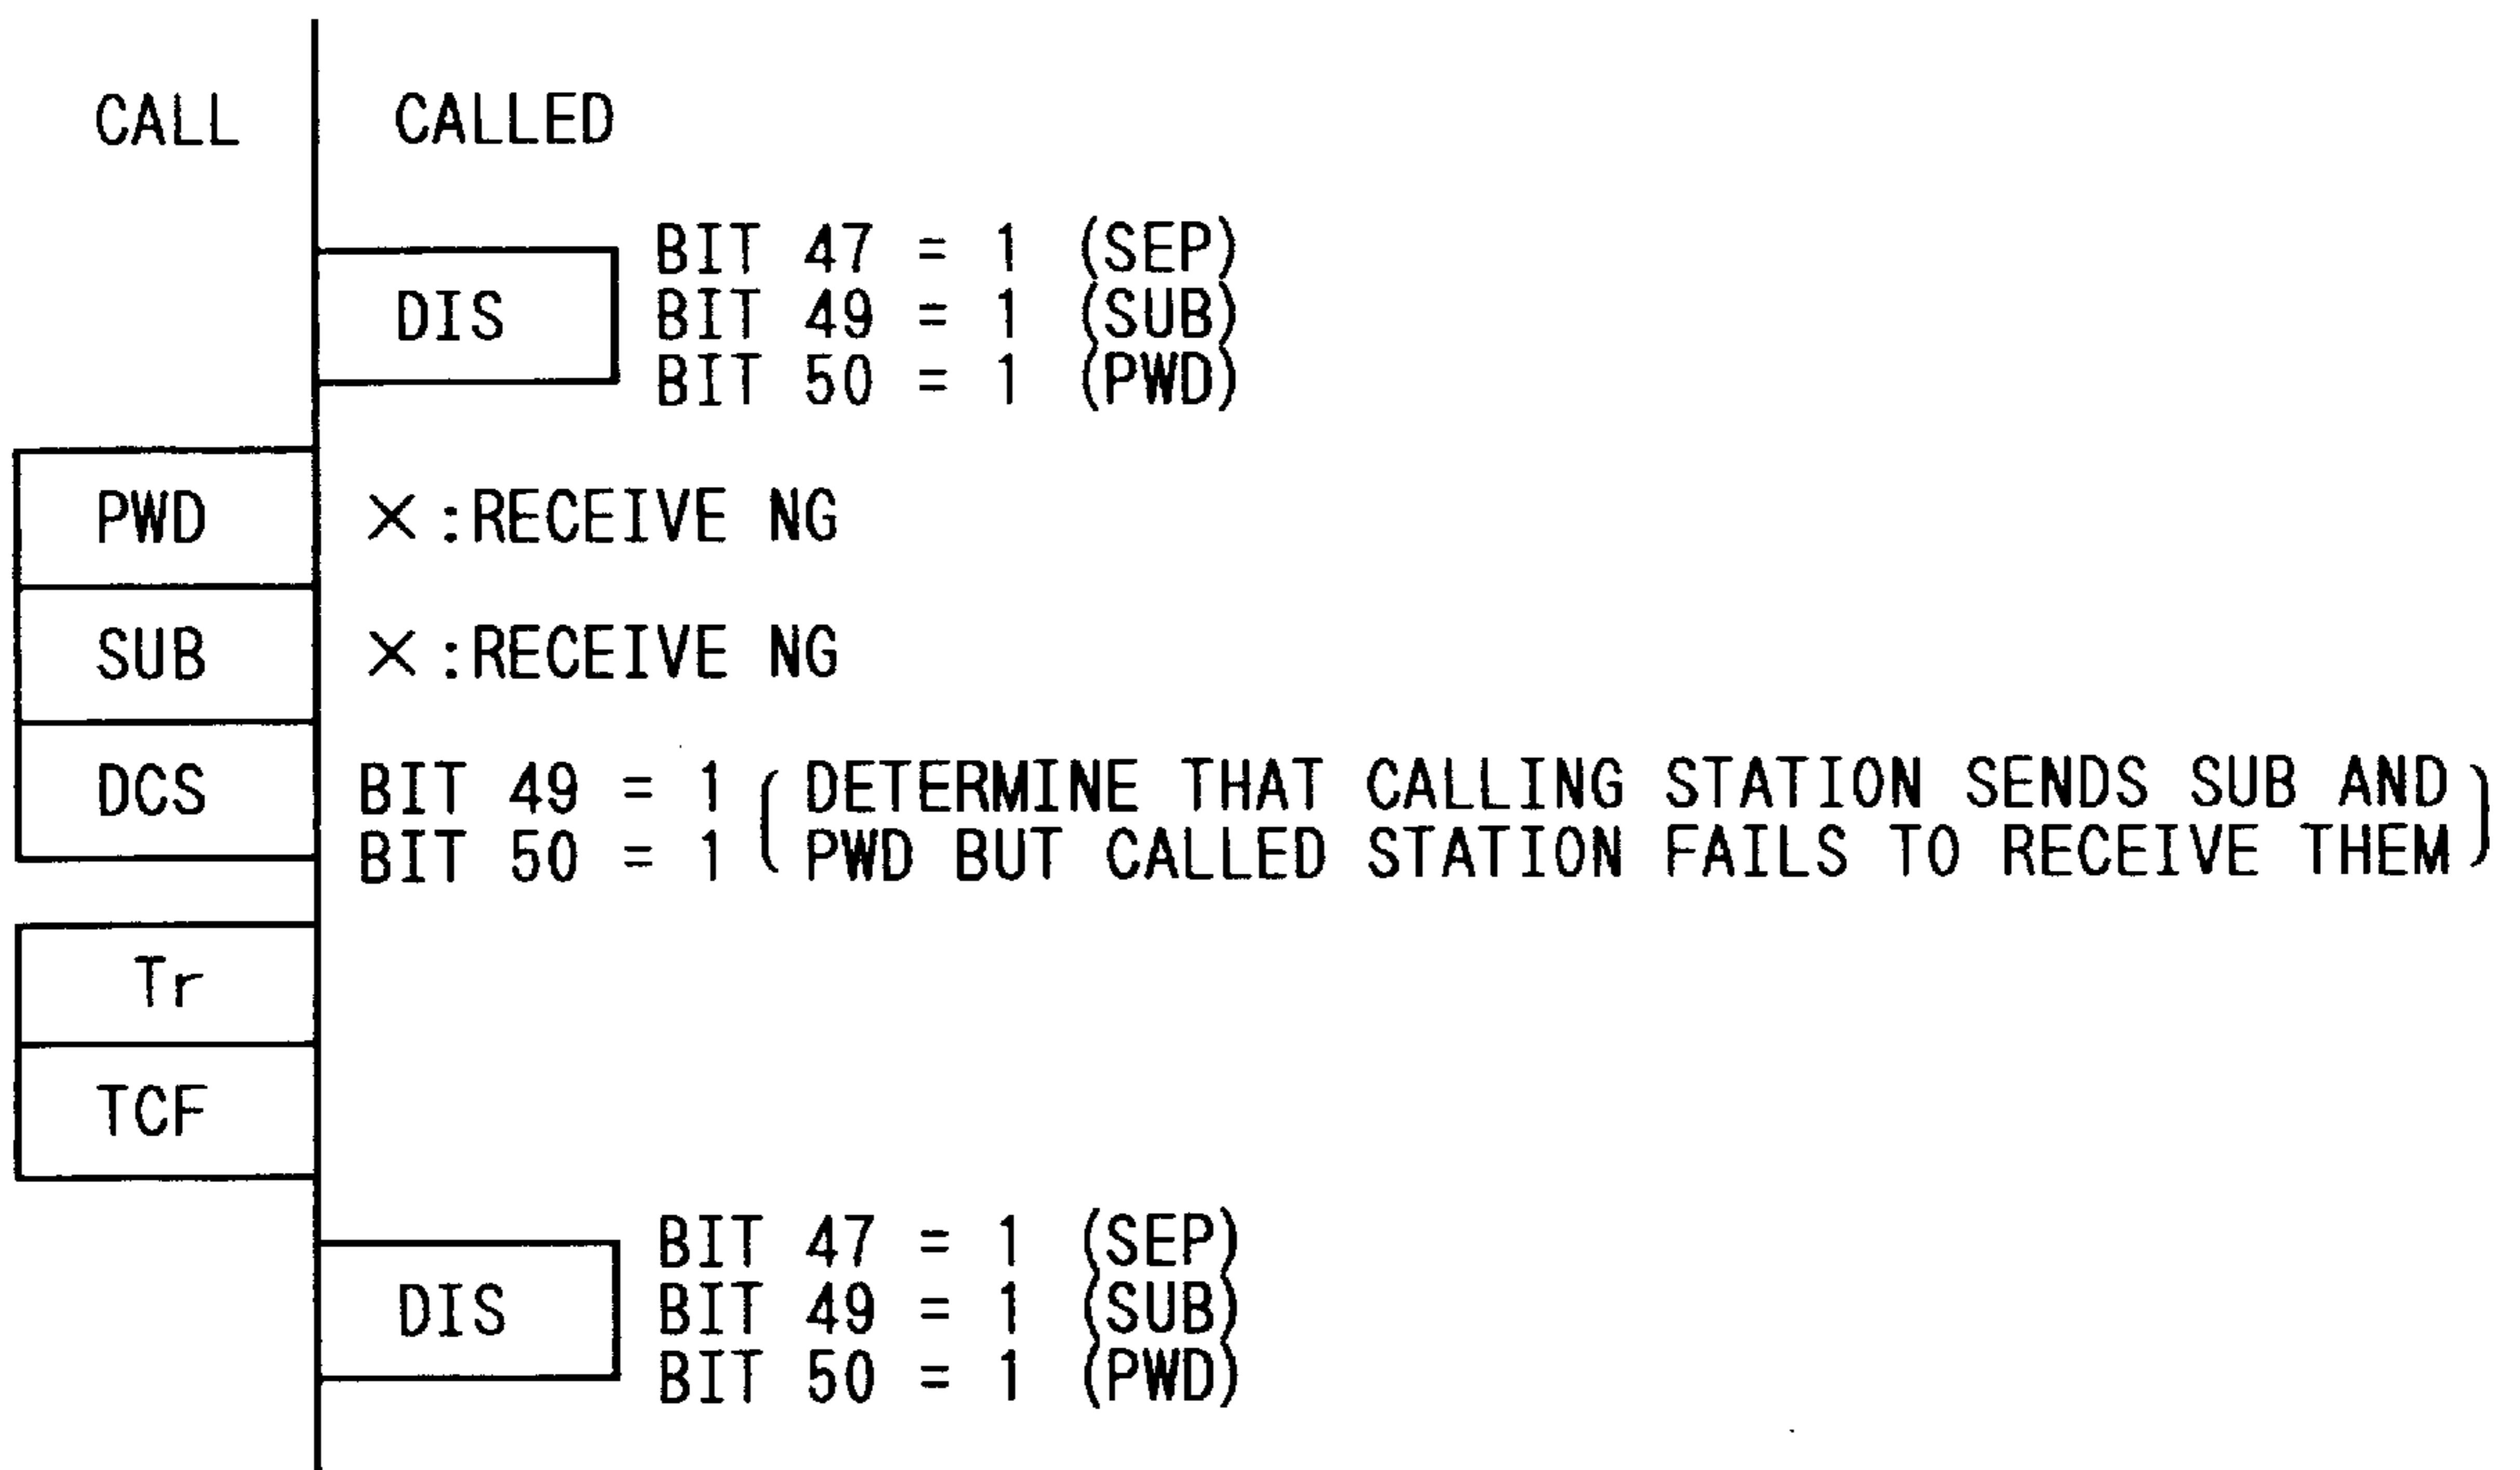 CALL CALLED
BIT 47 = 1 (SEP)
DIS BIT 49 = 1 (SUB)
BIT 50 = 1 (PWD)
PWD ×:RECEIVE NG
SUB ×:RECEIVE NG
DCS BIT 49 = 1 (DETERMINE THAT CALLING STATION SENDS SUB AND
BIT 50 = 1 PWD BUT CALLED STATION FAILS TO RECEIVE THEM)
Tr
TCF
BIT 47 = 1 (SEP)
DIS BIT 49 = 1 (SUB)
BIT 50 = 1 (PWD)